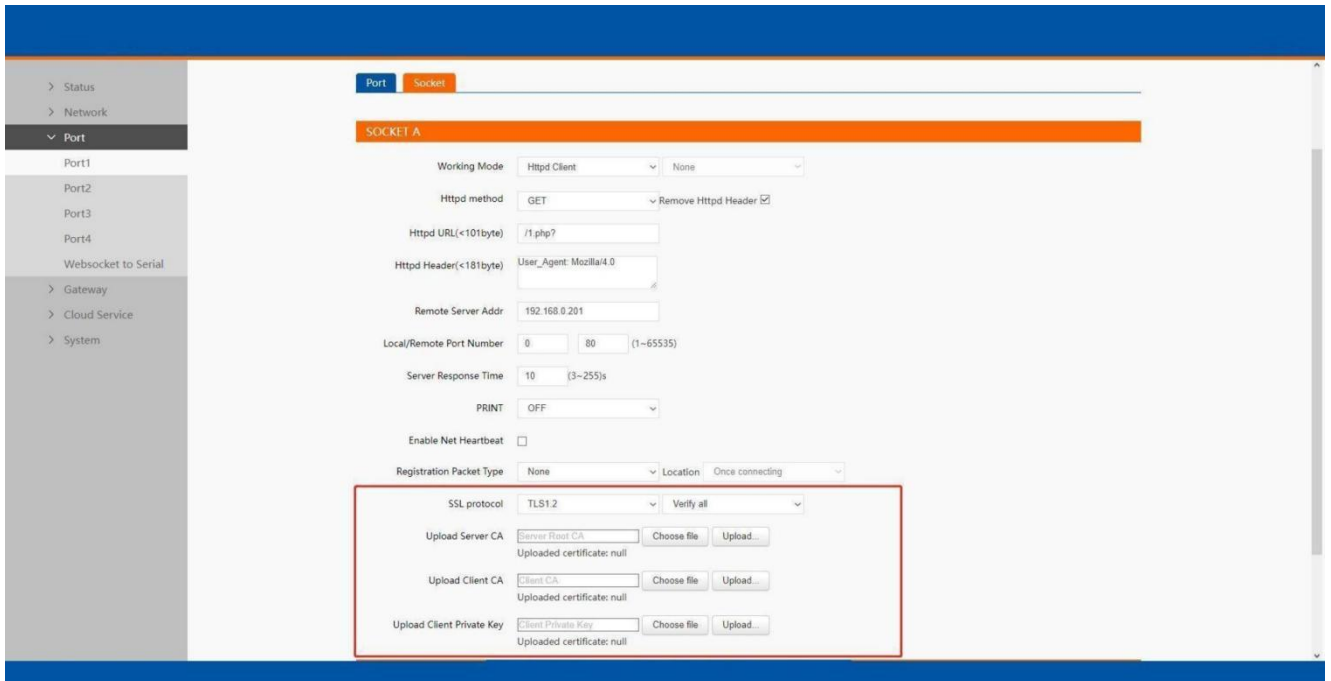 Status
Network
Port
Port1
Port2
Port3
Port4
Websocket to Serial
Gateway
Cloud Service
System
Port Socket
SOCKET A
Working Mode Httpd Client None
Httpd method GET Remove Httpd Header
Httpd URL(<101byte) /1.php?
Httpd Header(<181byte) User_Agent: Mozilla/4.0
Remote Server Addr 192.168.0.201
Local/Remote Port Number 0 80 (1~65535)
Server Response Time 10 (3~255)s
PRINT OFF
Enable Net Heartbeat
Registration Packet Type None Location Once connecting
SSL protocol TLS1.2 Verify all
Upload Server CA Server Root CA Choose file Upload...
Uploaded certificate: null
Upload Client CA Client CA Choose file Upload...
Uploaded certificate: null
Upload Client Private Key Client Private Key Choose file Upload...
Uploaded certificate: null